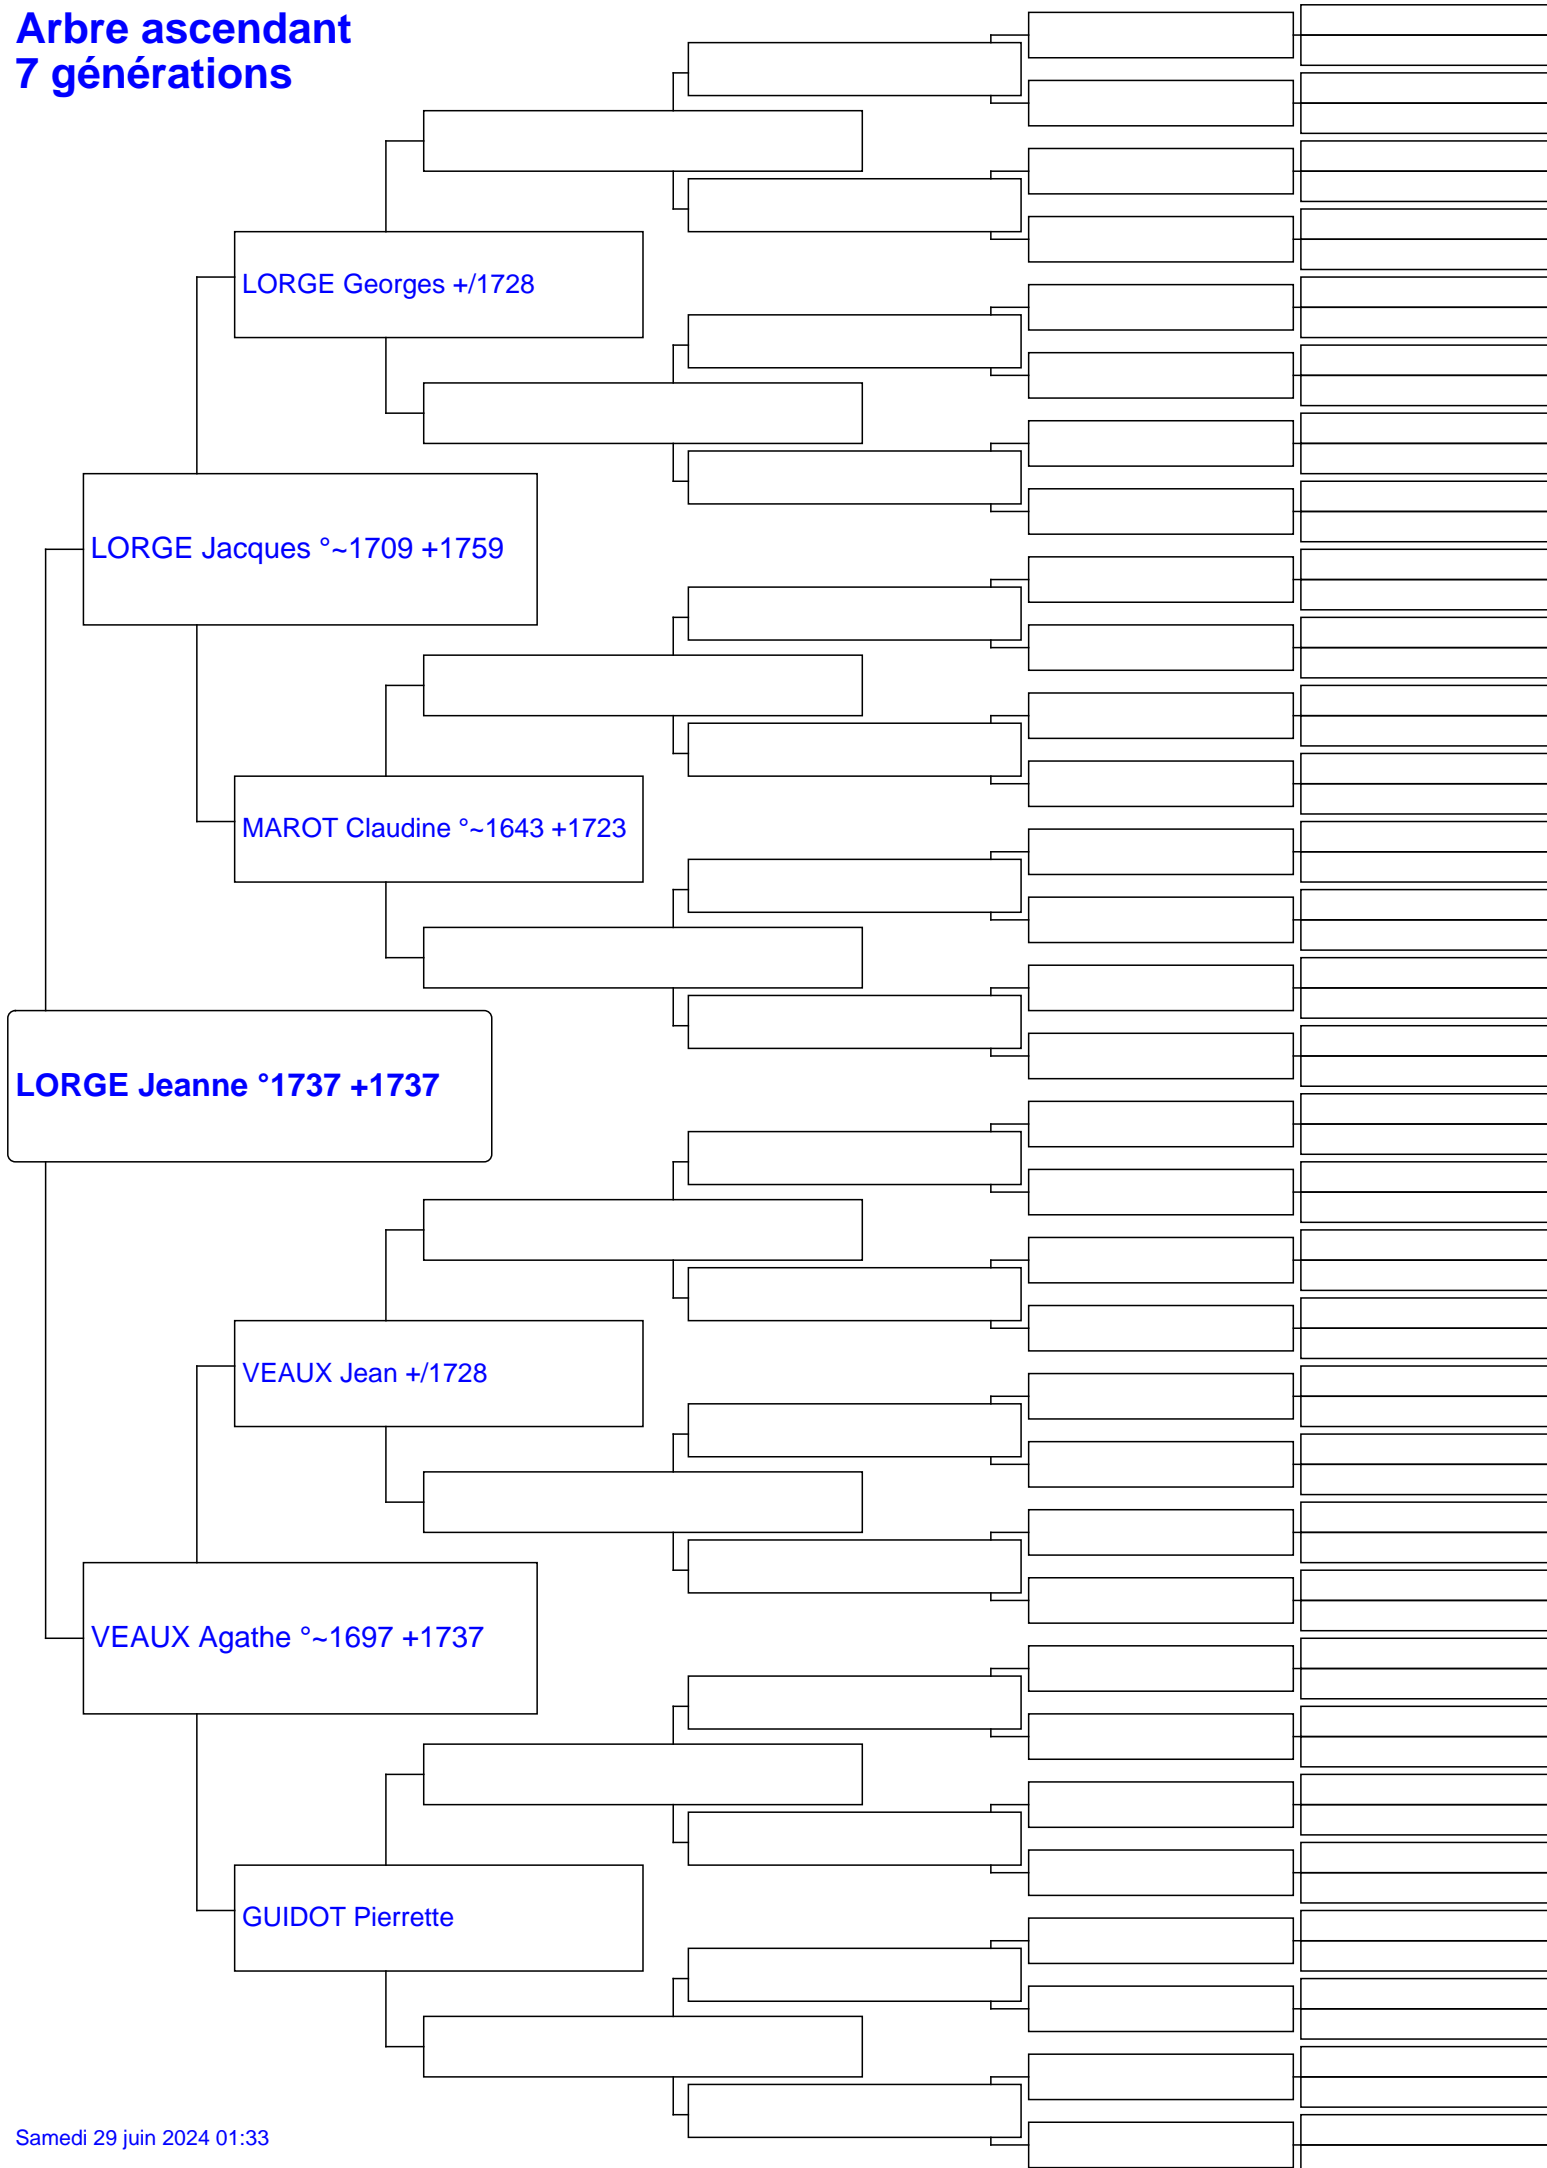 Arbre ascendant
7 générations
LORGE Georges +/1728
LORGE Jacques °~1709 +1759
MAROT Claudine °~1643 +1723
LORGE Jeanne °1737 +1737
VEAUX Jean +/1728
VEAUX Agathe °~1697 +1737
GUIDOT Pierrette
Samedi 29 juin 2024 01:33